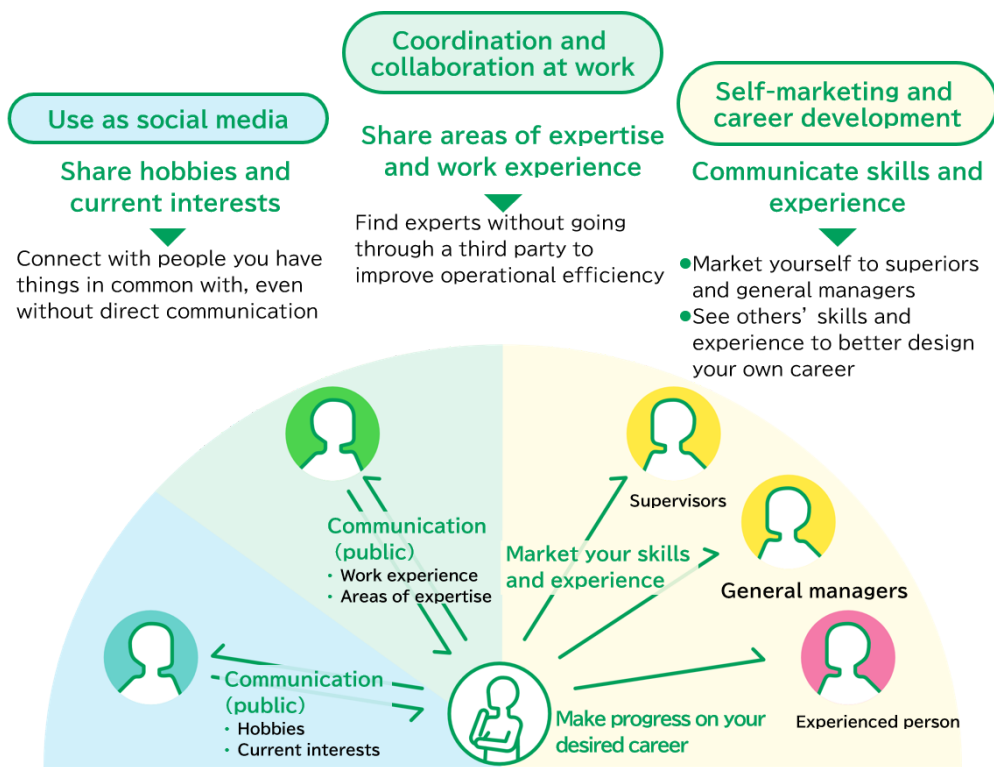 Use as social media
Share hobbies and
current interests
Connect with people you have
things in common with, even
without direct communication
Coordination and
collaboration at work
Share areas of expertise
and work experience
Find experts without going
through a third party to
improve operational efficiency
Self-marketing and
career development
Communicate skills and
experience
●Market yourself to superiors
and general managers
●See others’ skills and
experience to better design
your own career
Communication
(public)
・Work experience
・Areas of expertise
Communication
(public)
・Hobbies
・Current interests
Market your skills
and experience
Supervisors
General managers
Make progress on your
desired career
Experienced person